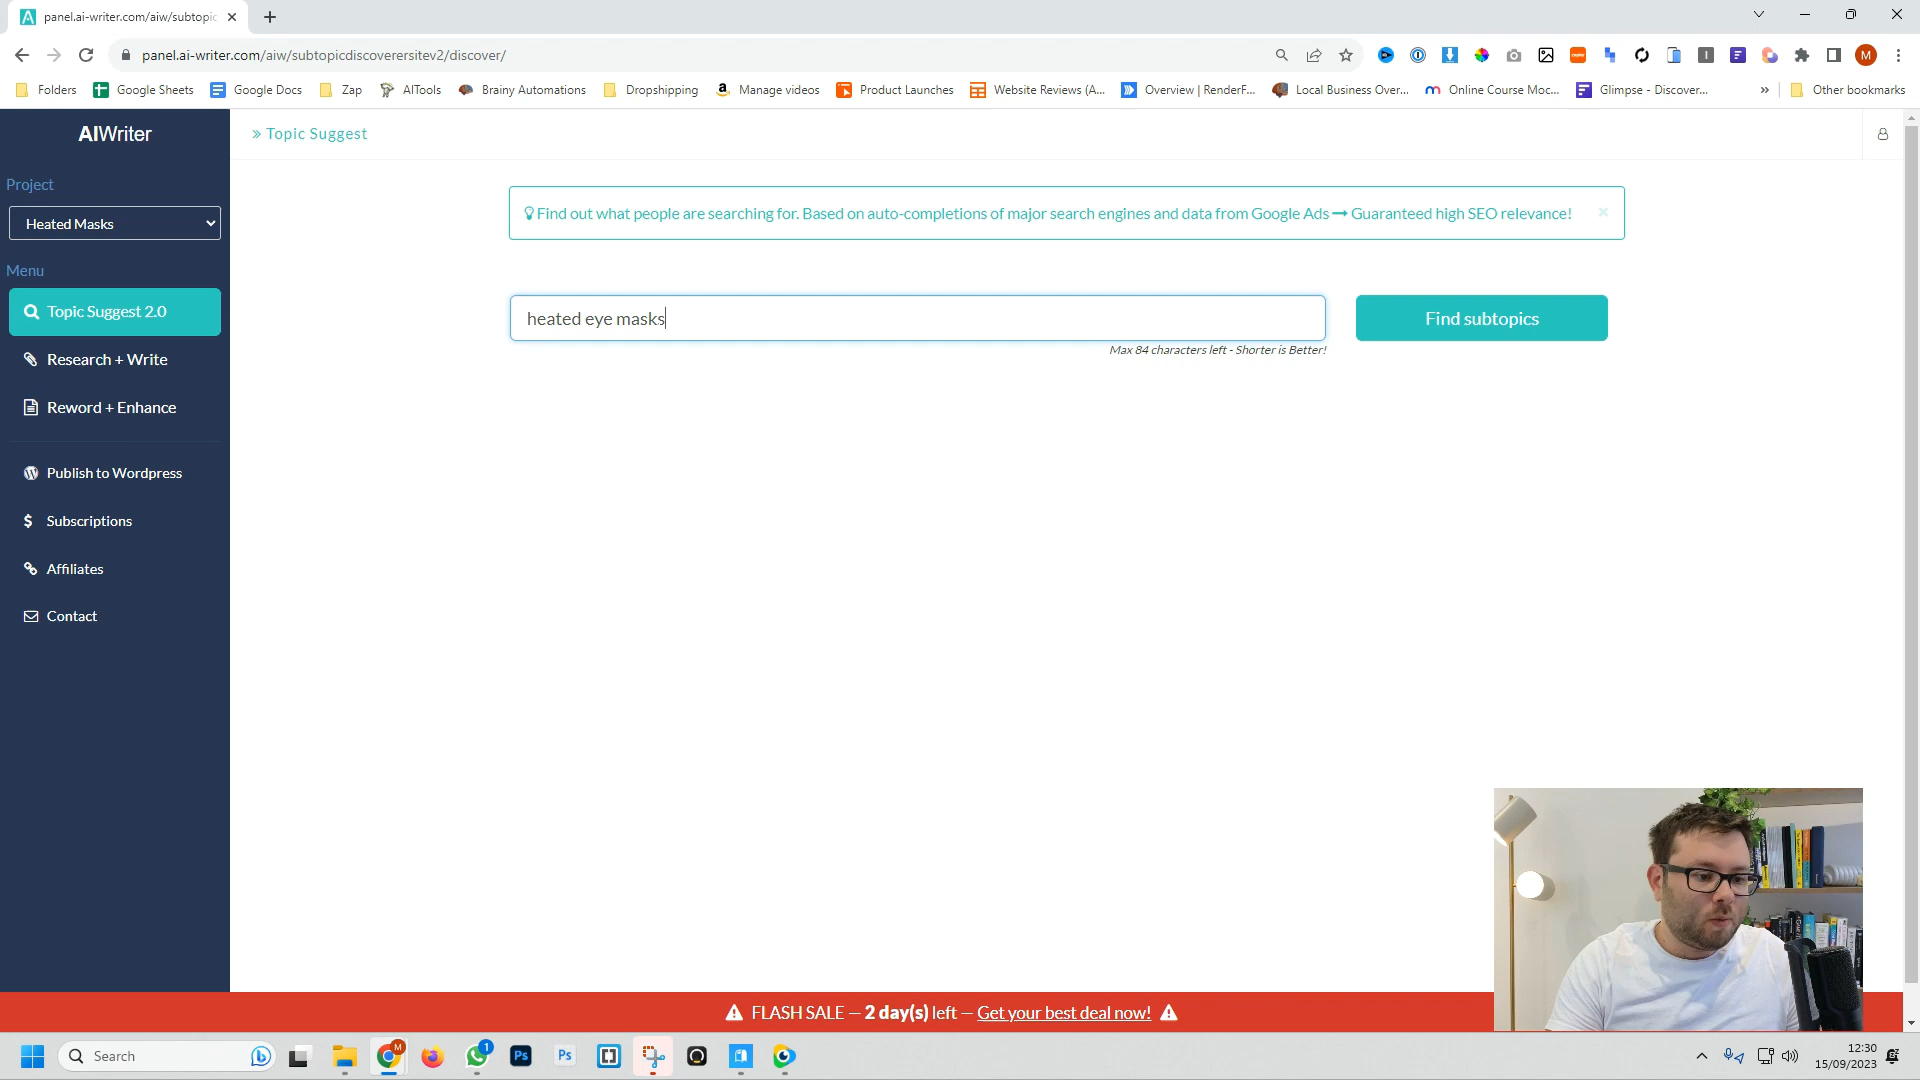 panel.ai-writer.com/aiw/subtopic
panel.ai-writer.com/aiw/subtopicdiscoverersitev2/discover/
M
Folders
Google Sheets
Google Docs
Zap
AITools
Brainy Automations
Dropshipping
Manage videos
Product Launches
Website Reviews (A...
Overview | RenderF...
Local Business Over...
Online Course Moc...
Glimpse - Discover...
»
Other bookmarks
AIWriter
» Topic Suggest
Project
Heated Masks
Menu
Topic Suggest 2.0
Research + Write
Reword + Enhance
Publish to Wordpress
$ Subscriptions
Affiliates
Contact
Find out what people are searching for. Based on auto-completions of major search engines and data from Google Ads ➞ Guaranteed high SEO relevance!
heated eye masks
Find subtopics
Max 84 characters left - Shorter is Better!
FLASH SALE — 2 day(s) left — Get your best deal now!
Search
M
1
Ps
Ps
12:30
15/09/2023